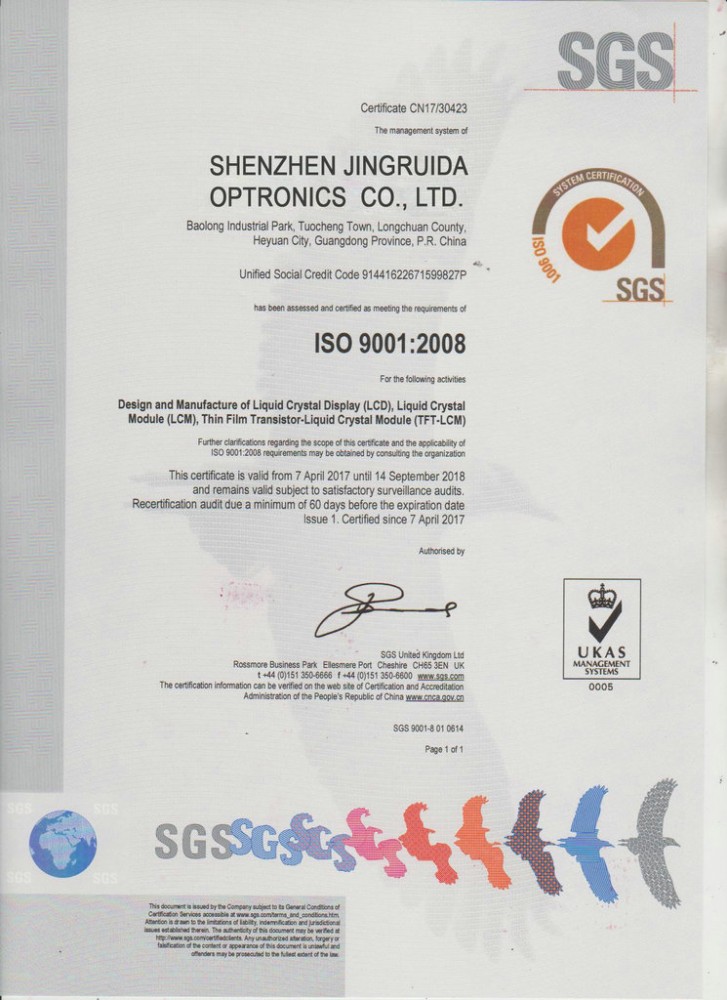 SGS
Certificate CN17/30423
The management system of
SHENZHEN JINGRUIDA
OPTRONICS CO., LTD.
Baolong Industrial Park, Tuocheng Town, Longchuan County,
Heyuan City, Guangdong Province, P.R. China
Unified Social Credit Code 91441622671599827P
has been assessed and certified as meeting the requirements of
ISO 9001:2008
For the following activities
Design and Manufacture of Liquid Crystal Display (LCD), Liquid Crystal
Module (LCM), Thin Film Transistor-Liquid Crystal Module (TFT-LCM)
Further clarifications regarding the scope of this certificate and the applicability of
ISO 9001:2008 requirements may be obtained by consulting the organization
This certificate is valid from 7 April 2017 until 14 September 2018
and remains valid subject to satisfactory surveillance audits.
Recertification audit due a minimum of 60 days before the expiration date
Issue 1. Certified since 7 April 2017
Authorised by
SGS United Kingdom Ltd
Rossmore Business Park Ellesmere Port Cheshire CH65 3EN UK
t +44 (0)151 350-6666 f +44 (0)151 350-6600 www.sgs.com
The certification information can be verified on the web site of Certification and Accreditation
Administration of the People's Republic of China www.cnca.gov.cn
SGS 9001-8 01 0614
Page 1 of 1
SYSTEM CERTIFICATION
ISO 9001
SGS
UKAS
MANAGEMENT
SYSTEMS
0005
SGS SGS
SGS SGS
SGSSGSSGS
This document is issued by the Company subject to its General Conditions of
Certification Services accessible at www.sgs.com/terms_and_conditions.htm.
Attention is drawn to the limitations of liability, indemnification and jurisdictional
issues established therein. The authenticity of this document may be verified at
http://www.sgs.com/certifiedclients. Any unauthorized alteration, forgery or
falsification of the content or appearance of this document is unlawful and
offenders may be prosecuted to the fullest extent of the law.